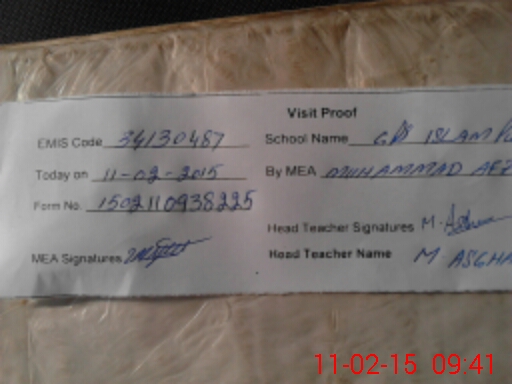 Visit Proof
EMIS Code 34130487 School Name GPS ISLAM
Today on 11-02-2015 By MEA MUHAMMAD
Form No. 1502110938225
Head Teacher Signatures
MEA Signatures Head Teacher Name M. ASGHA
11-02-15 09:41